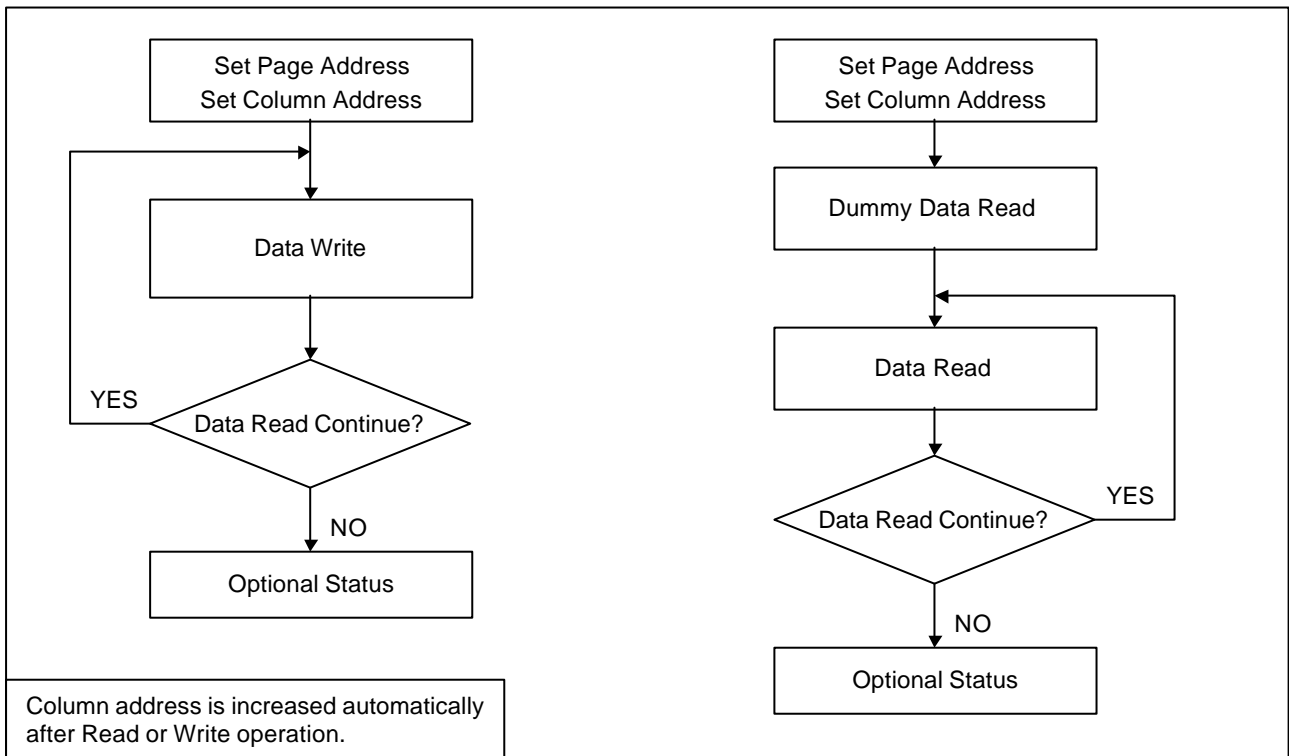 Set Page Address
Set Column Address
Data Write
YES
Data Read Continue?
NO
Optional Status
Column address is increased automatically
after Read or Write operation.
Set Page Address
Set Column Address
Dummy Data Read
Data Read
YES
Data Read Continue?
NO
Optional Status